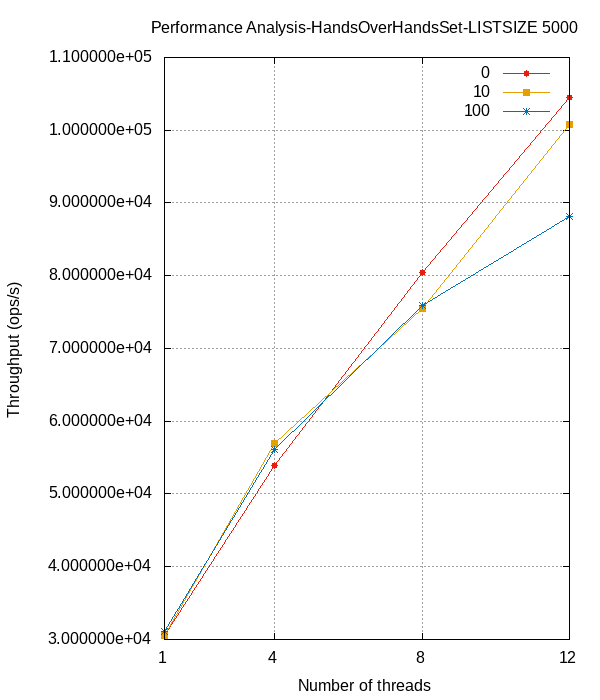 Performance Analysis-HandsOverHandsSet-LISTSIZE 5000
1.100000e+05
1.000000e+05
9.000000e+04
8.000000e+04
7.000000e+04
6.000000e+04
5.000000e+04
4.000000e+04
3.000000e+04
Throughput (ops/s)
0
10
100
1 4 8 12
Number of threads